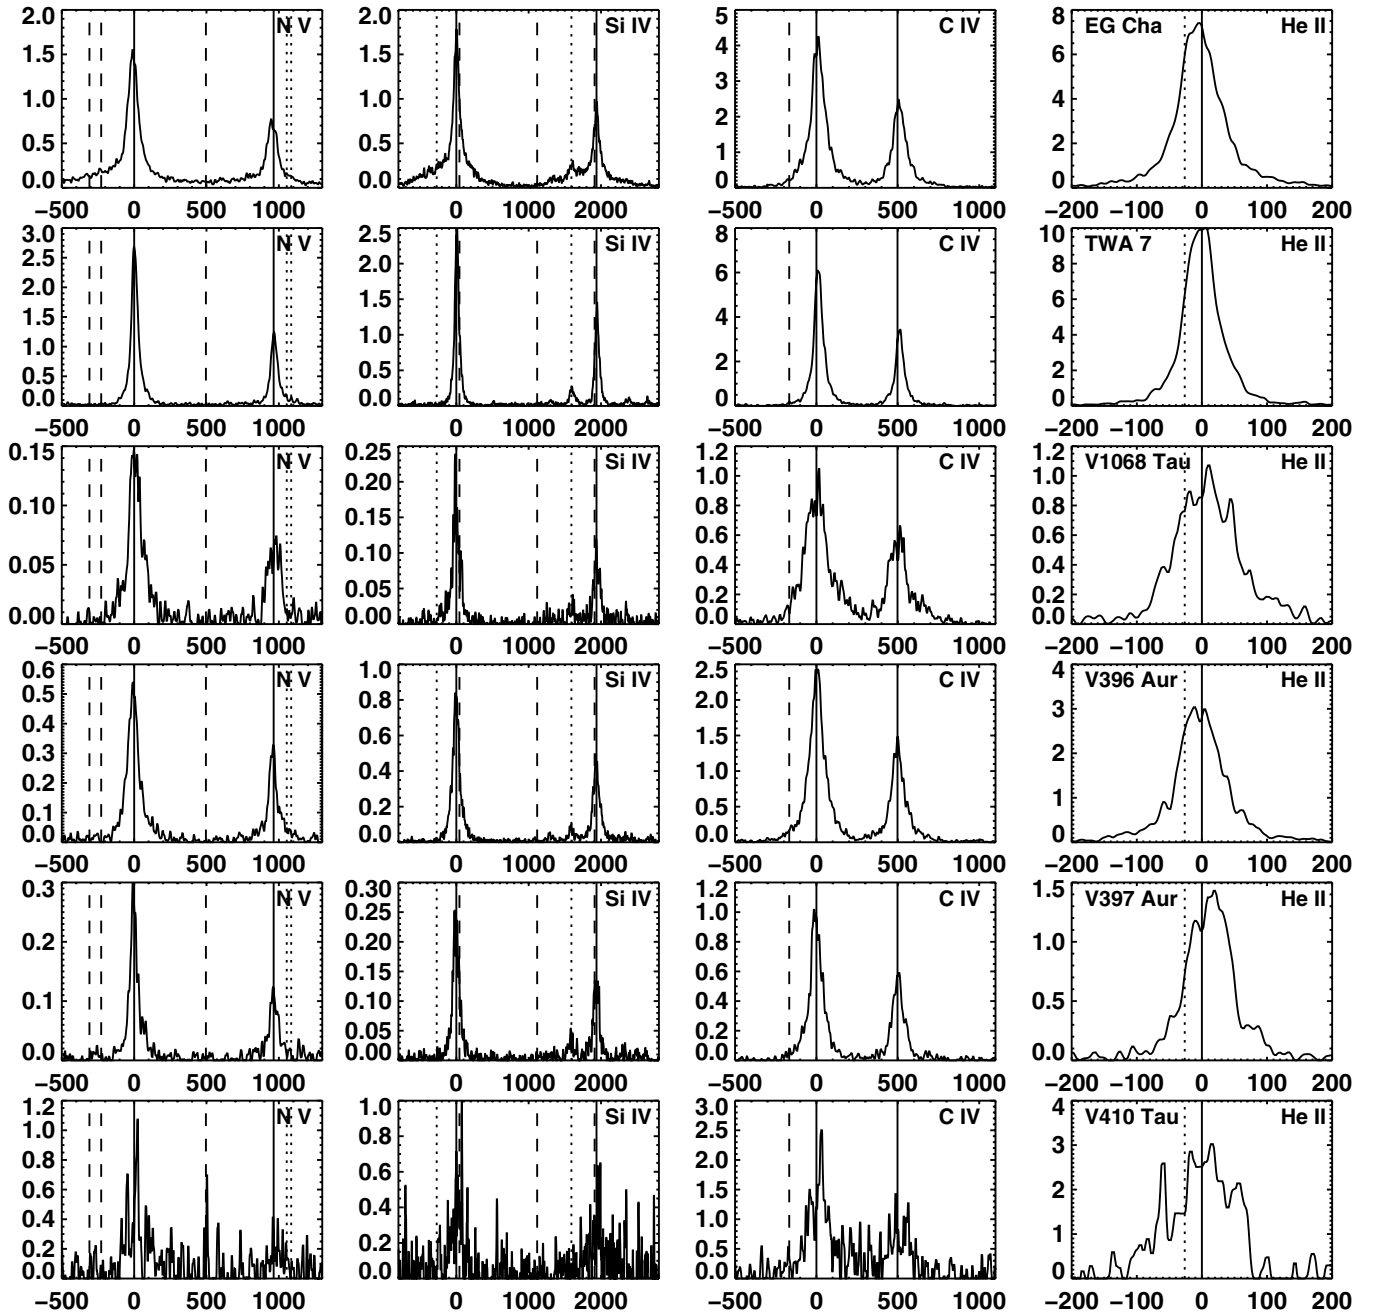 N V Si IV C IV EG Cha He II
2.0 2.0 5 8
1.5 1.5 4 6
1.0 1.0 3 4
0.5 0.5 2 2
0.0 0.0 1 0
0
−500 0 500 1000 0 1000 2000 −500 0 500 1000 −200 −100 0 100 200
N V Si IV C IV TWA 7 He II
3.0 2.5 8 10
2.5 2.0 6 8
2.0 1.5 4 6
1.5 1.0 2 4
1.0 0.5 0 2
0.5 0.0 0
0.0
−500 0 500 1000 0 1000 2000 −500 0 500 1000 −200 −100 0 100 200
N V Si IV C IV V1068 Tau He II
0.15 0.25 1.2 1.2
0.10 0.20 1.0 1.0
0.05 0.15 0.8 0.8
0.00 0.10 0.6 0.6
0.05 0.4 0.4
0.00 0.2 0.2
0.0 0.0
−500 0 500 1000 0 1000 2000 −500 0 500 1000 −200 −100 0 100 200
N V Si IV C IV V396 Aur He II
0.6 1.0 2.5 4
0.5 0.8 2.0 3
0.4 0.6 1.5 2
0.3 0.4 1.0 1
0.2 0.2 0.5 0
0.1 0.0 0.0
0.0
−500 0 500 1000 0 1000 2000 −500 0 500 1000 −200 −100 0 100 200
N V Si IV C IV V397 Aur He II
0.3 0.30 1.2 1.5
0.2 0.25 1.0 1.0
0.1 0.20 0.8 0.5
0.0 0.15 0.6 0.0
0.10 0.4
0.05 0.2
0.00 0.0
−500 0 500 1000 0 1000 2000 −500 0 500 1000 −200 −100 0 100 200
N V Si IV C IV V410 Tau He II
1.2 1.0 3.0 4
1.0 0.8 2.5 3
0.8 0.6 2.0 2
0.6 0.4 1.5 1
0.4 0.2 1.0 0
0.2 0.0 0.5
0.0 0.0
−500 0 500 1000 0 1000 2000 −500 0 500 1000 −200 −100 0 100 200